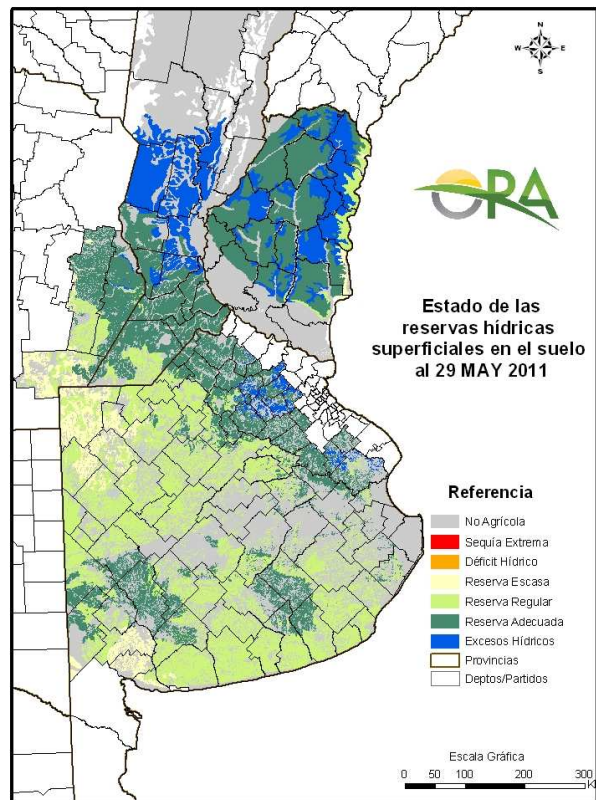 N
W E
S
ORA
Estado de las
reservas hídricas
superficiales en el suelo
al 29 MAY 2011
Referencia
No Agrícola
Sequía Extrema
Déficit Hídrico
Reserva Escasa
Reserva Regular
Reserva Adecuada
Excesos Hídricos
Provincias
Deptos/Partidos
Escala Gráfica
0 50 100 200 300